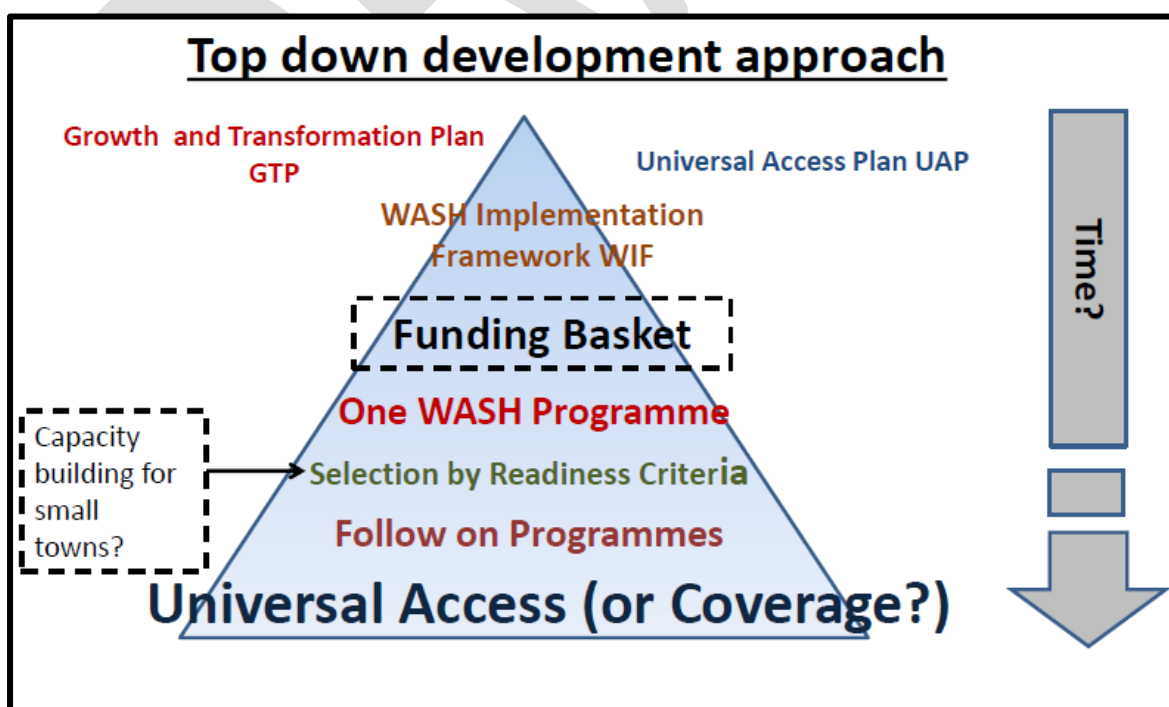 Top down development approach
Growth and Transformation Plan
GTP
Universal Access Plan UAP
WASH Implementation
Framework WIF
Funding Basket
One WASH Programme
Capacity
building for
small
towns?
Selection by Readiness Criteria
Follow on Programmes
Universal Access (or Coverage?)
Time?